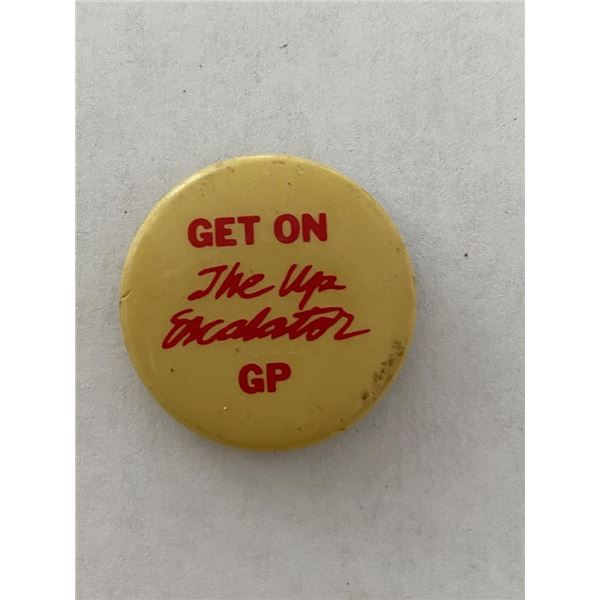 GET ON
The Up
Escalator
GP